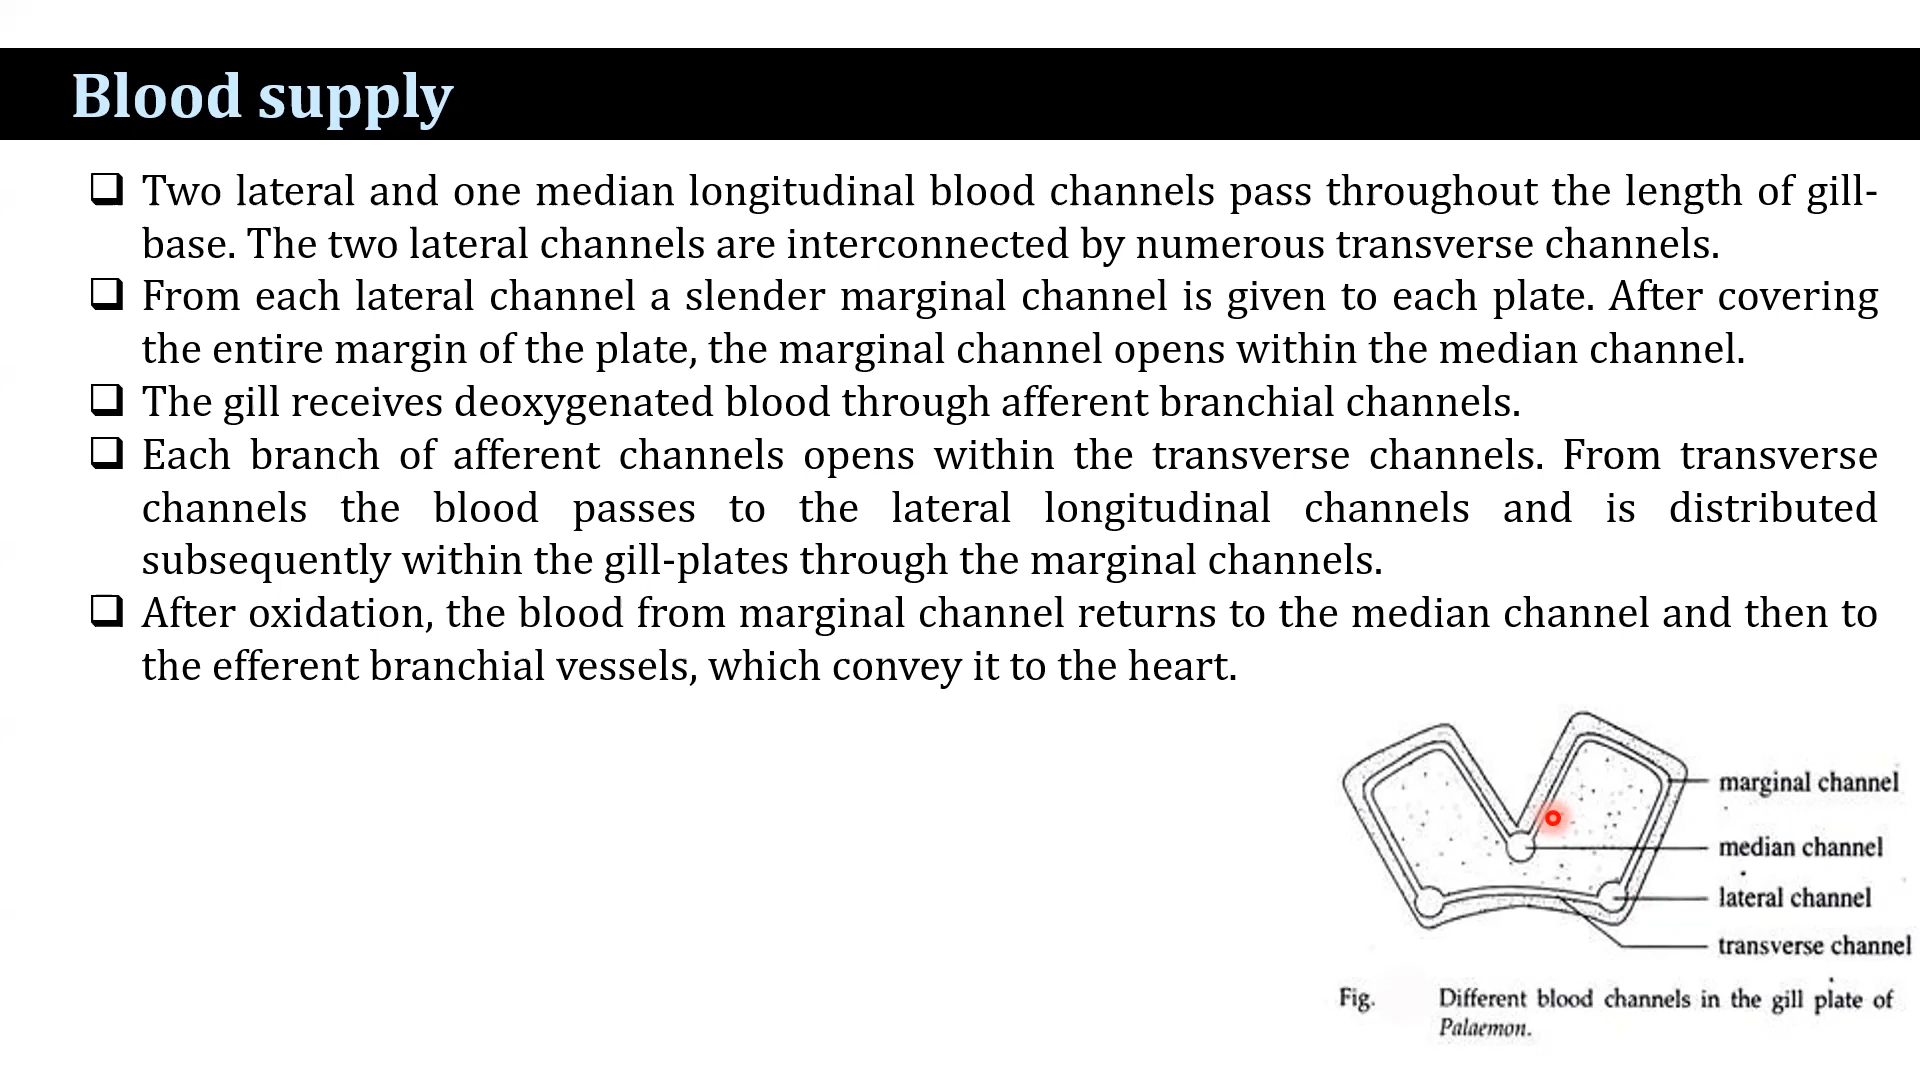 Blood supply
Two lateral and one median longitudinal blood channels pass throughout the length of gill-
base. The two lateral channels are interconnected by numerous transverse channels.
From each lateral channel a slender marginal channel is given to each plate. After covering
the entire margin of the plate, the marginal channel opens within the median channel.
The gill receives deoxygenated blood through afferent branchial channels.
Each branch of afferent channels opens within the transverse channels. From transverse
channels the blood passes to the lateral longitudinal channels and is distributed
subsequently within the gill-plates through the marginal channels.
After oxidation, the blood from marginal channel returns to the median channel and then to
the efferent branchial vessels, which convey it to the heart.
marginal channel
median channel
lateral channel
transverse channel
Fig. Different blood channels in the gill plate of
Palaemon.